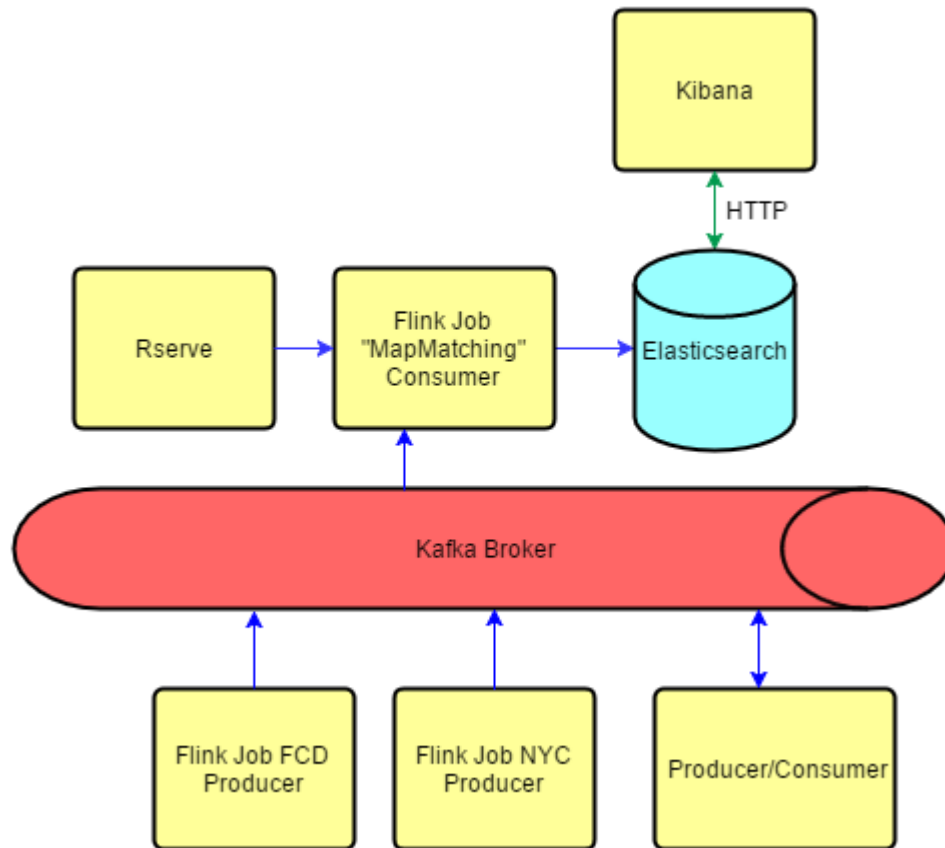 Kibana
HTTP
Rserve
Flink Job
"MapMatching"
Consumer
Elasticsearch
Kafka Broker
Flink Job FCD
Producer
Flink Job NYC
Producer
Producer/Consumer